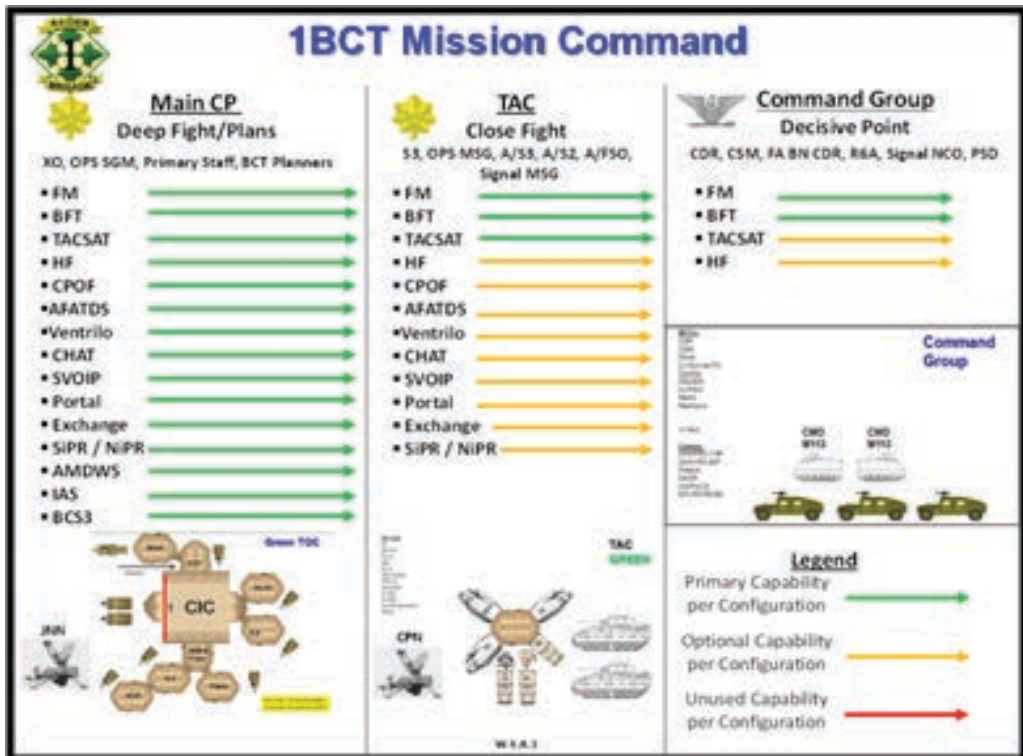 1BCT Mission Command
Main CP
Deep Fight/Plans
XO, OPS SGM, Primary Staff, BCT Planners
▪ FM
▪ BFT
▪ TACSAT
▪ HF
▪ CPOF
▪ AFATDS
▪ Ventrilo
▪ CHAT
▪ SVOIP
▪ Portal
▪ Exchange
▪ SiPR / NiPR
▪ AMDWS
▪ IAS
▪ BCS3
Green TOC
CIC
JNN
TAC
Close Fight
S3, OPS MSG, A/S3, A/S2, A/FSO,
Signal MSG
▪ FM
▪ BFT
▪ TACSAT
▪ HF
▪ CPOF
▪ AFATDS
▪ Ventrilo
▪ CHAT
▪ SVOIP
▪ Portal
▪ Exchange
▪ SiPR / NiPR
TAC
GREEN
CPN
Command Group
Decisive Point
CDR, CSM, FA BN CDR, R6A, Signal NCO, PSD
▪ FM
▪ BFT
▪ TACSAT
▪ HF
Command
Group
CMD
M113
CMD
M113
Legend
Primary Capability
per Configuration
Optional Capability
per Configuration
Unused Capability
per Configuration